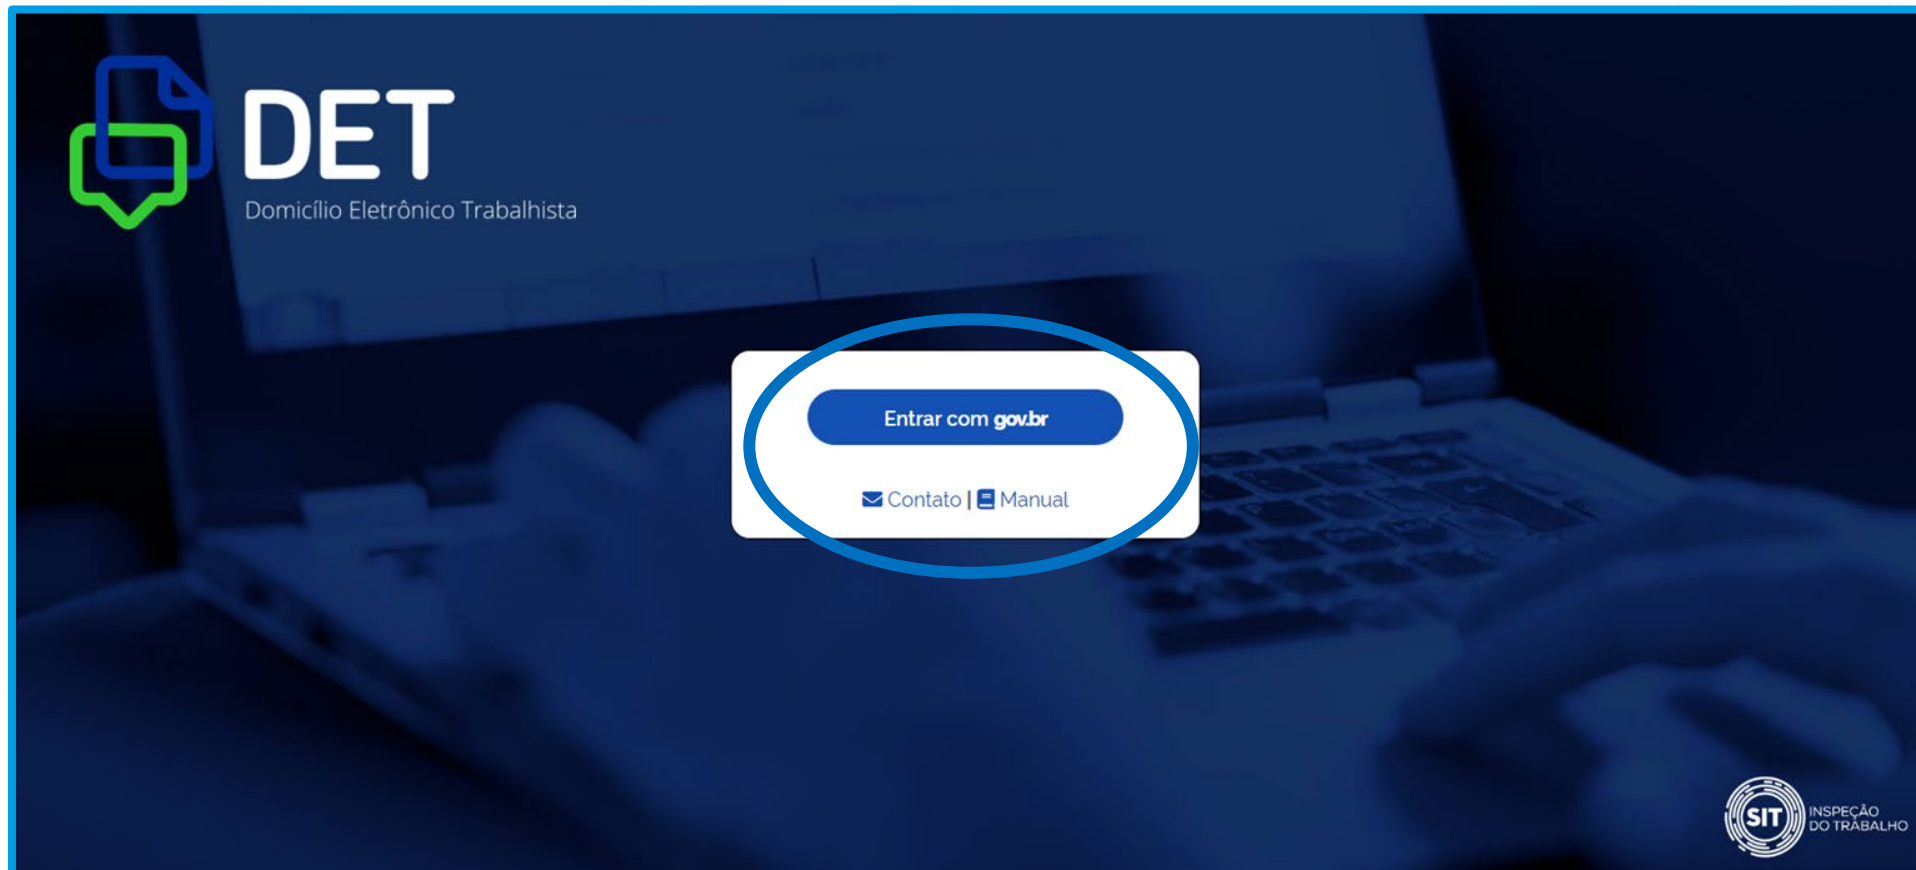 DET
Domicílio Eletrônico Trabalhista
Entrar com gov.br
Contato | Manual
SIT
INSPEÇÃO
DO TRABALHO